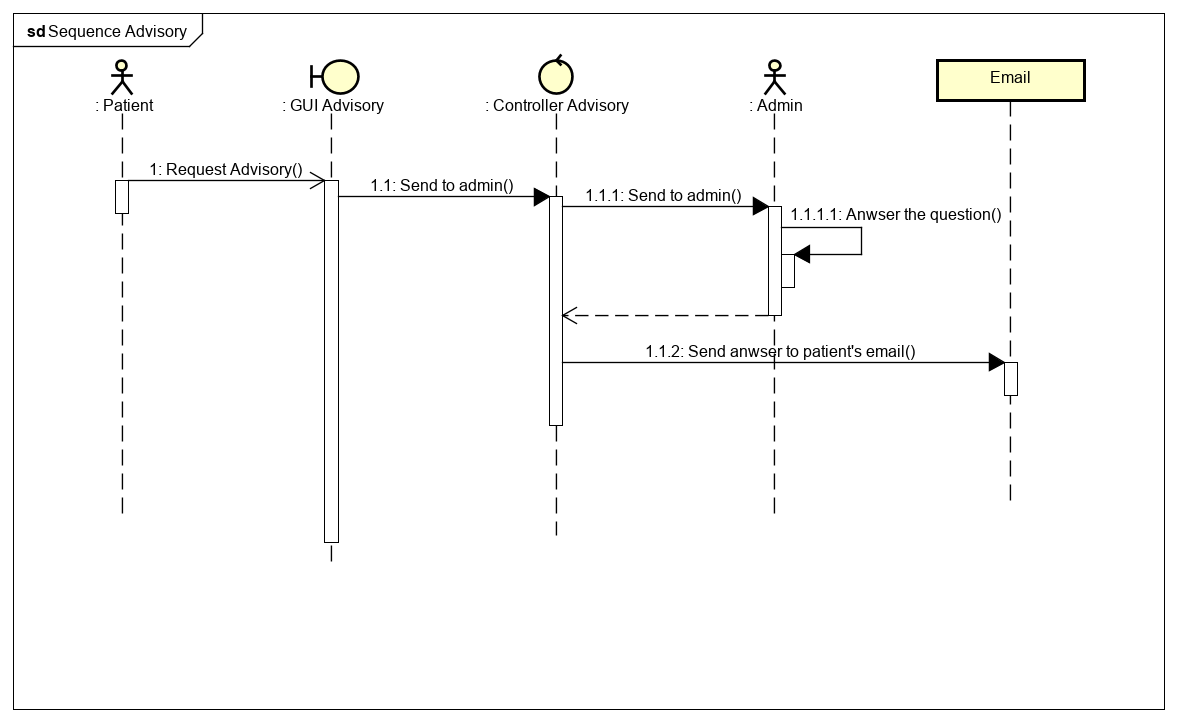 sd Sequence Advisory
: Patient
: GUI Advisory
: Controller Advisory
: Admin
Email
1: Request Advisory()
1.1: Send to admin()
1.1.1: Send to admin()
1.1.1.1: Anwser the question()
1.1.2: Send anwser to patient's email()